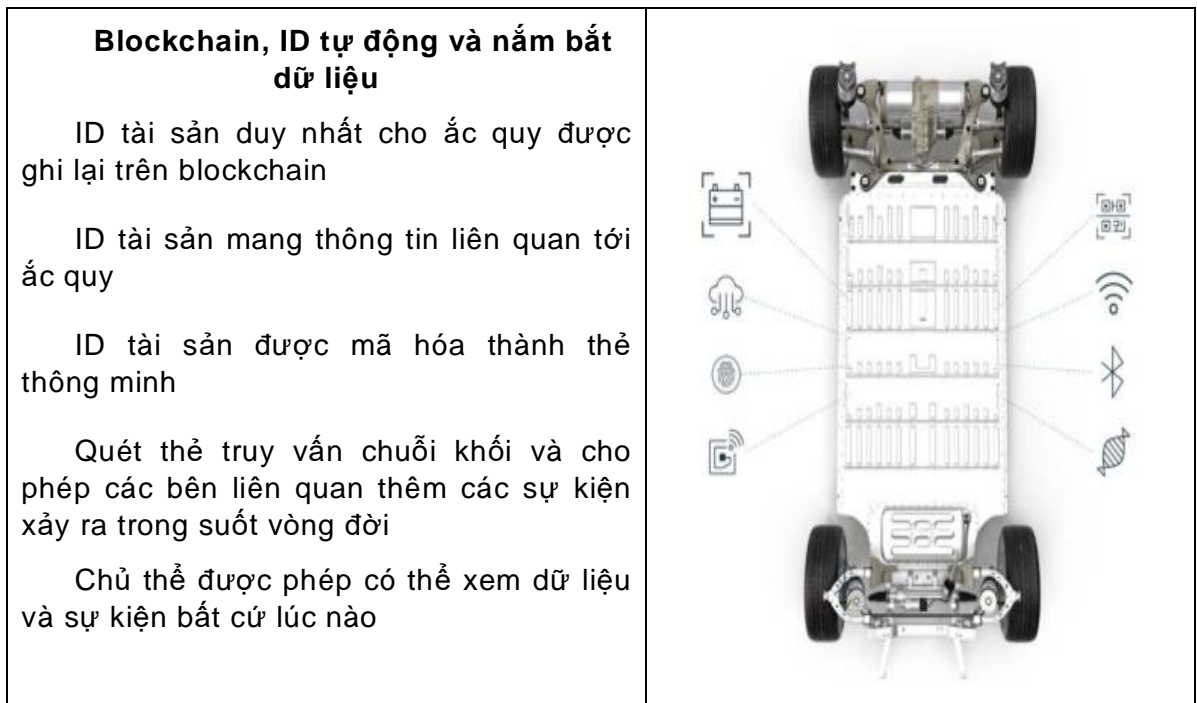 Blockchain, ID tự động và nắm bắt
dữ liệu
ID tài sản duy nhất cho ắc quy được
ghi lại trên blockchain
ID tài sản mang thông tin liên quan tới
ắc quy
ID tài sản được mã hóa thành thẻ
thông minh
Quét thẻ truy vấn chuỗi khối và cho
phép các bên liên quan thêm các sự kiện
xảy ra trong suốt vòng đời
Chủ thể được phép có thể xem dữ liệu
và sự kiện bất cứ lúc nào